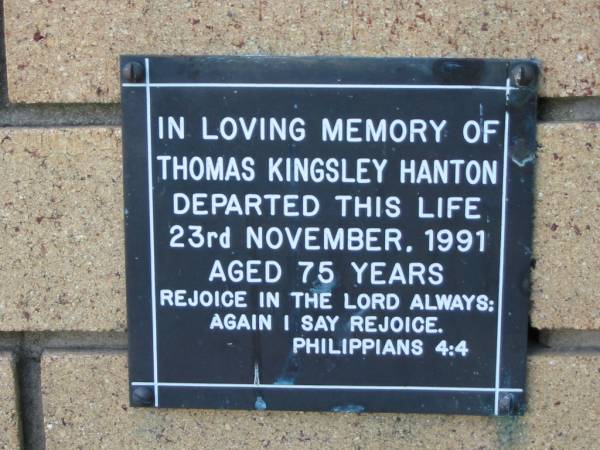 IN LOVING MEMORY OF
THOMAS KINGSLEY HANTON
DEPARTED THIS LIFE
23rd NOVEMBER, 1991
AGED 75 YEARS
REJOICE IN THE LORD ALWAYS:
AGAIN I SAY REJOICE.
PHILIPPIANS 4:4